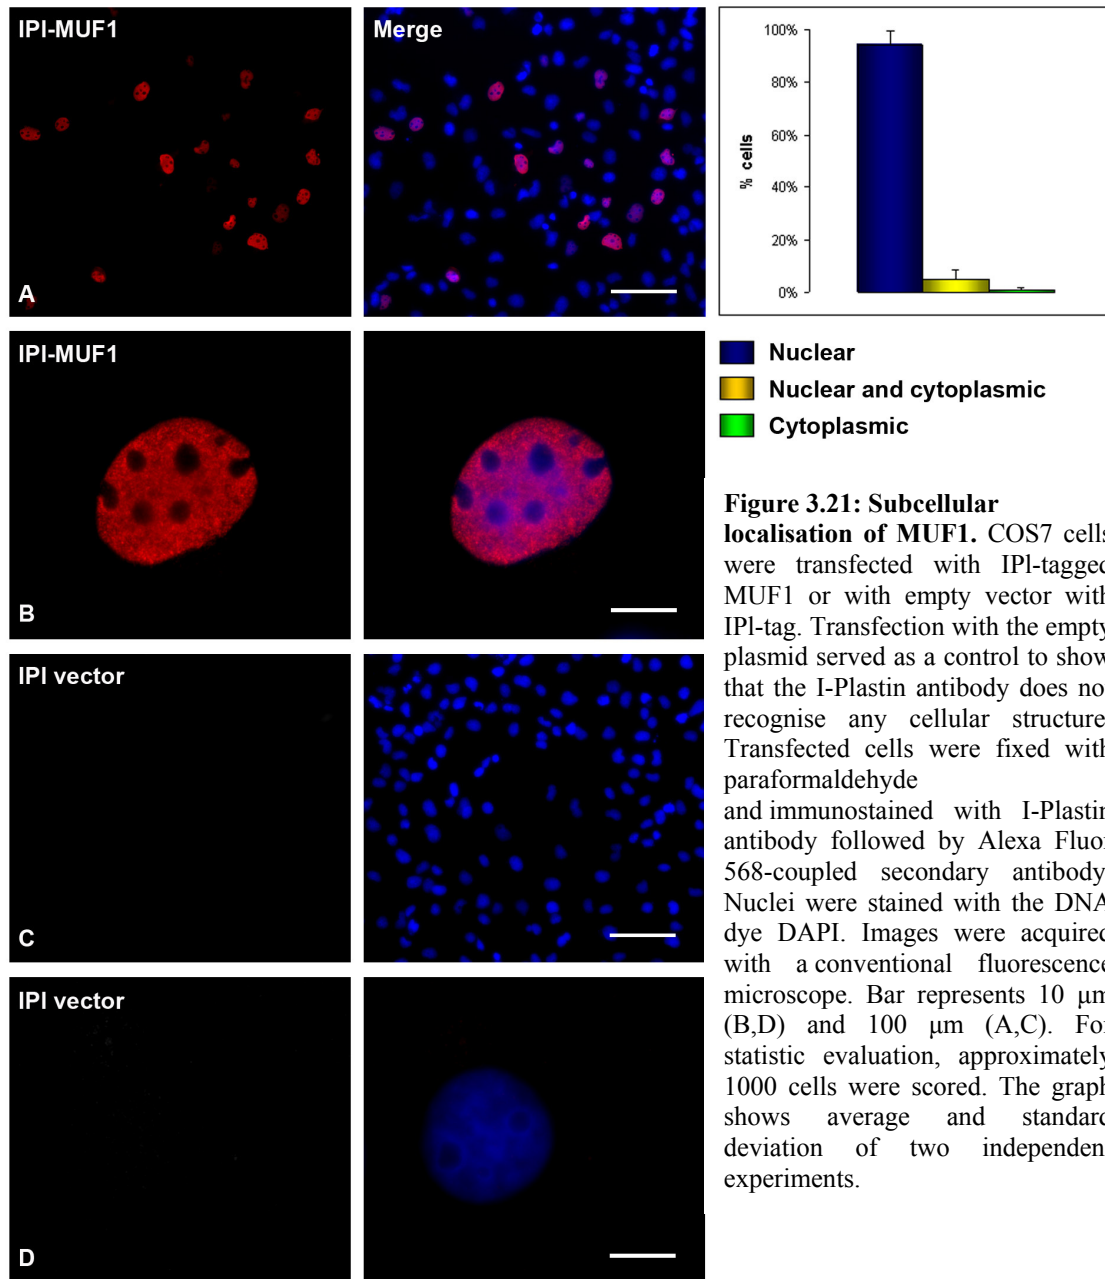 IPI-MUF1
Merge
A
100%
80%
60%
40%
20%
0%
% cells
IPI-MUF1
B
Nuclear
Nuclear and cytoplasmic
Cytoplasmic
IPI vector
C
IPI vector
D
Figure 3.21: Subcellular
localisation of MUF1. COS7 cells
were transfected with IPl-tagged
MUF1 or with empty vector with
IPl-tag. Transfection with the empty
plasmid served as a control to show
that the I-Plastin antibody does no
recognise any cellular structure
Transfected cells were fixed with
paraformaldehyde
and immunostained with I-Plastin
antibody followed by Alexa Fluor
568-coupled secondary antibody
Nuclei were stained with the DNA
dye DAPI. Images were acquired
with a conventional fluorescence
microscope. Bar represents 10 μm
(B,D) and 100 μm (A,C). For
statistic evaluation, approximately
1000 cells were scored. The graph
shows average and standard
deviation of two independen
experiments.